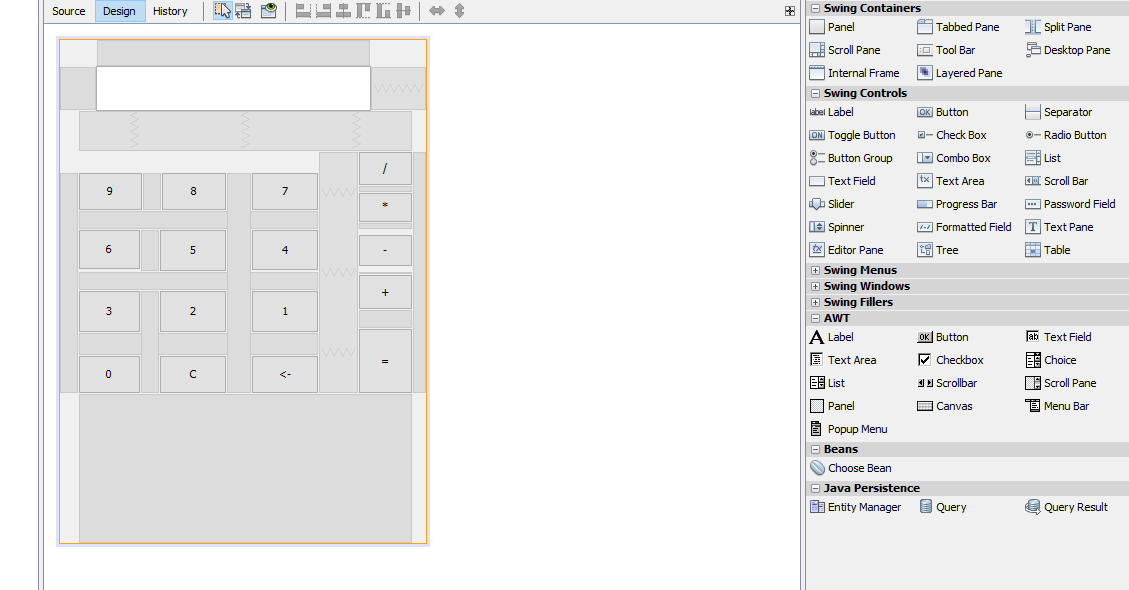 Source Design History
/
9 8 7
*
6 5 4 -
+
3 2 1
=
0 C <-
Swing Containers
Panel Tabbed Pane Split Pane
Scroll Pane Tool Bar Desktop Pane
Internal Frame Layered Pane
Swing Controls
label Label OK Button Separator
ON Toggle Button Check Box Radio Button
Button Group Combo Box List
Text Field Text Area Scroll Bar
Slider Progress Bar Password Field
Spinner Formatted Field T Text Pane
Editor Pane Tree Table
Swing Menus
Swing Windows
Swing Fillers
AWT
A Label OK Button ab Text Field
Text Area Checkbox Choice
List Scrollbar Scroll Pane
Panel Canvas Menu Bar
Popup Menu
Beans
Choose Bean
Java Persistence
Entity Manager Query Query Result